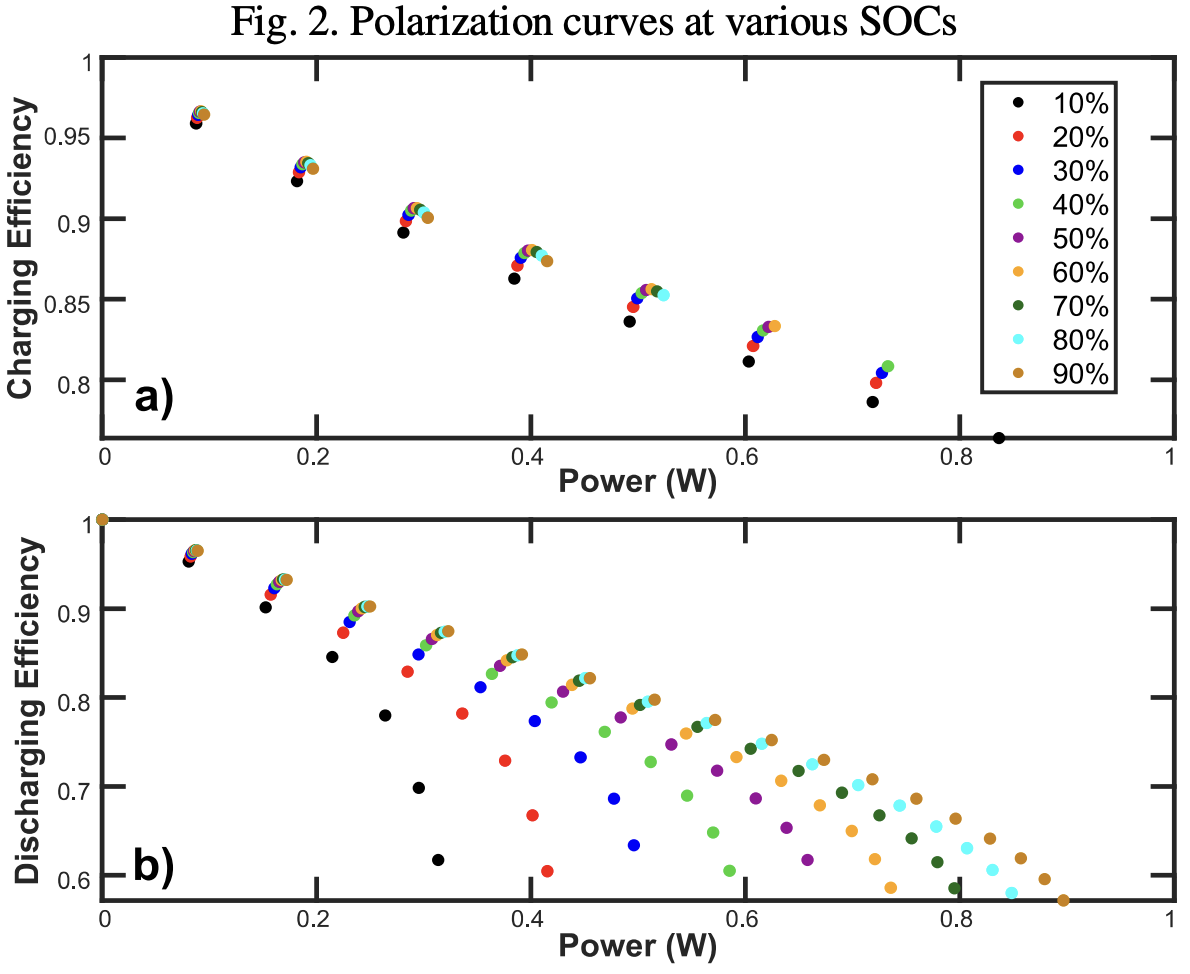 Fig. 2. Polarization curves at various SOCs
1
0.95
0.9
0.85
0.8
Charging Efficiency
a)
10%
20%
30%
40%
50%
60%
70%
80%
90%
0 0.2 0.4 0.6 0.8 1
Power (W)
1
0.9
0.8
0.7
0.6
Discharging Efficiency
b)
0 0.2 0.4 0.6 0.8 1
Power (W)